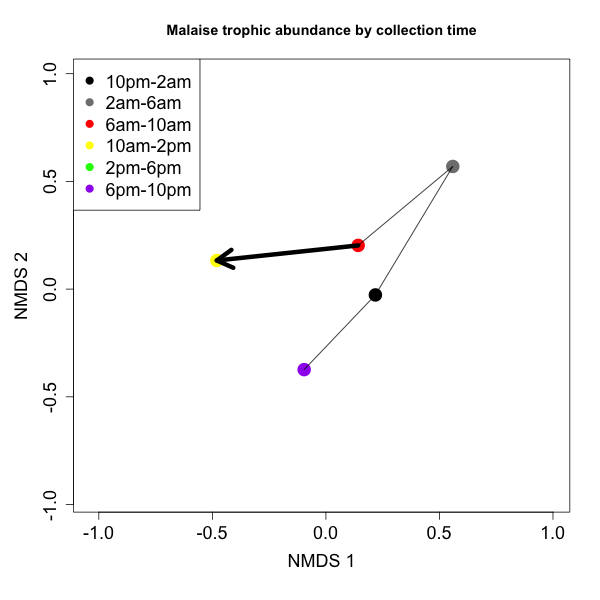 Malaise trophic abundance by collection time
10pm-2am
2am-6am
6am-10am
10am-2pm
2pm-6pm
6pm-10pm
1.0
0.5
0.0
-0.5
-1.0
NMDS 2
-1.0 -0.5 0.0 0.5 1.0
NMDS 1